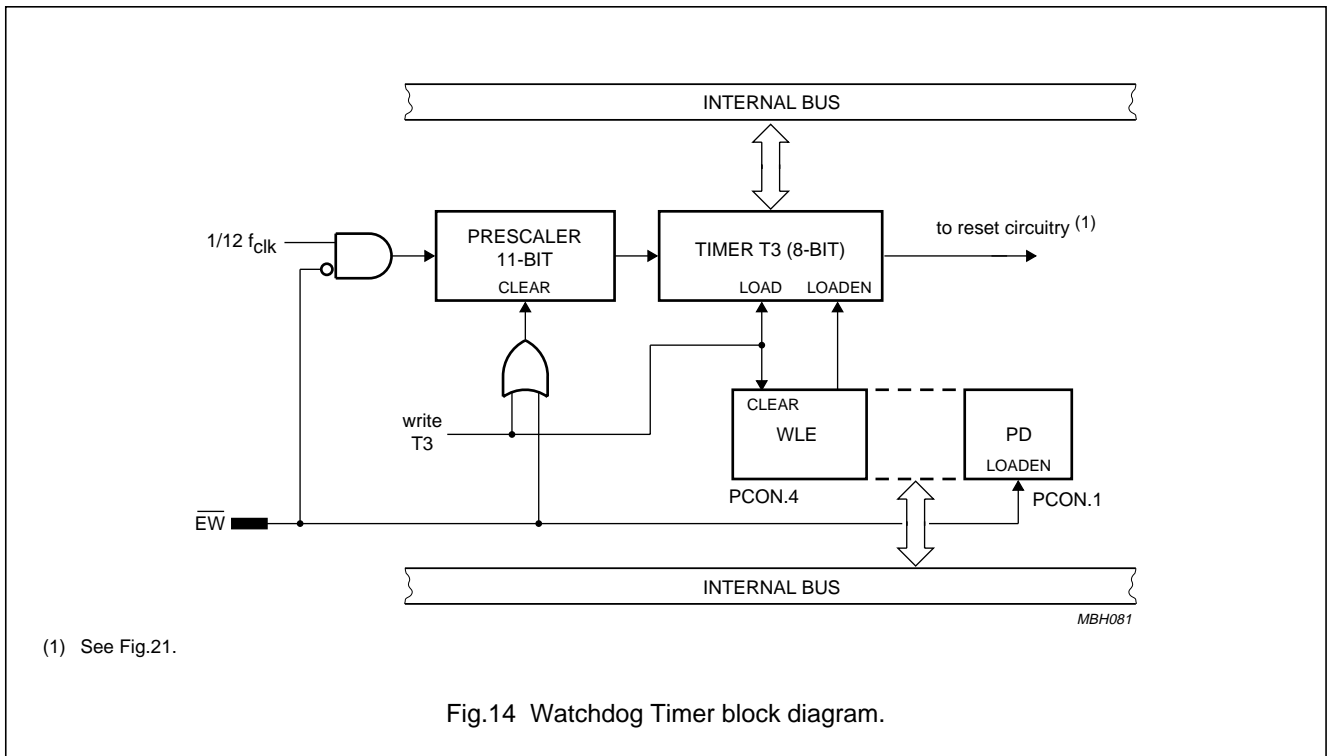 INTERNAL BUS
1/12 fclk
PRESCALER
11-BIT
CLEAR
TIMER T3 (8-BIT)
LOAD LOADEN
to reset circuitry (1)
write
T3
CLEAR
WLE
PD
LOADEN
PCON.4
PCON.1
EW
INTERNAL BUS
MBH081
(1) See Fig.21.
Fig.14 Watchdog Timer block diagram.